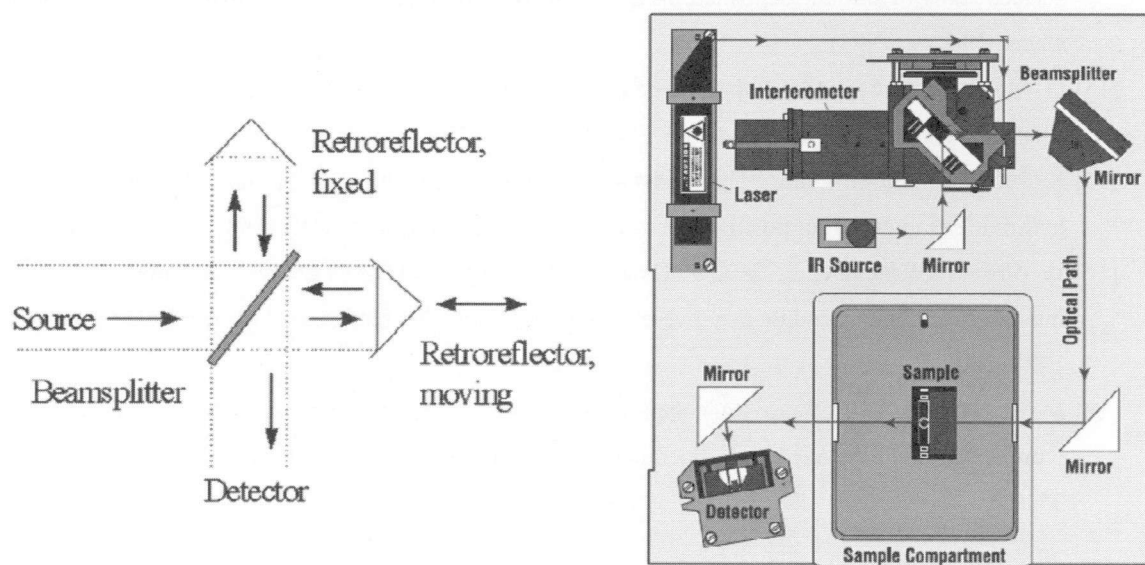 Retroreflector,
fixed
Source
Beamsplitter
Retroreflector,
moving
Detector
Beamsplitter
Interferometer
Mirror
Laser
IR Source
Mirror
Optical Path
Mirror
Sample
Mirror
Detector
Sample Compartment